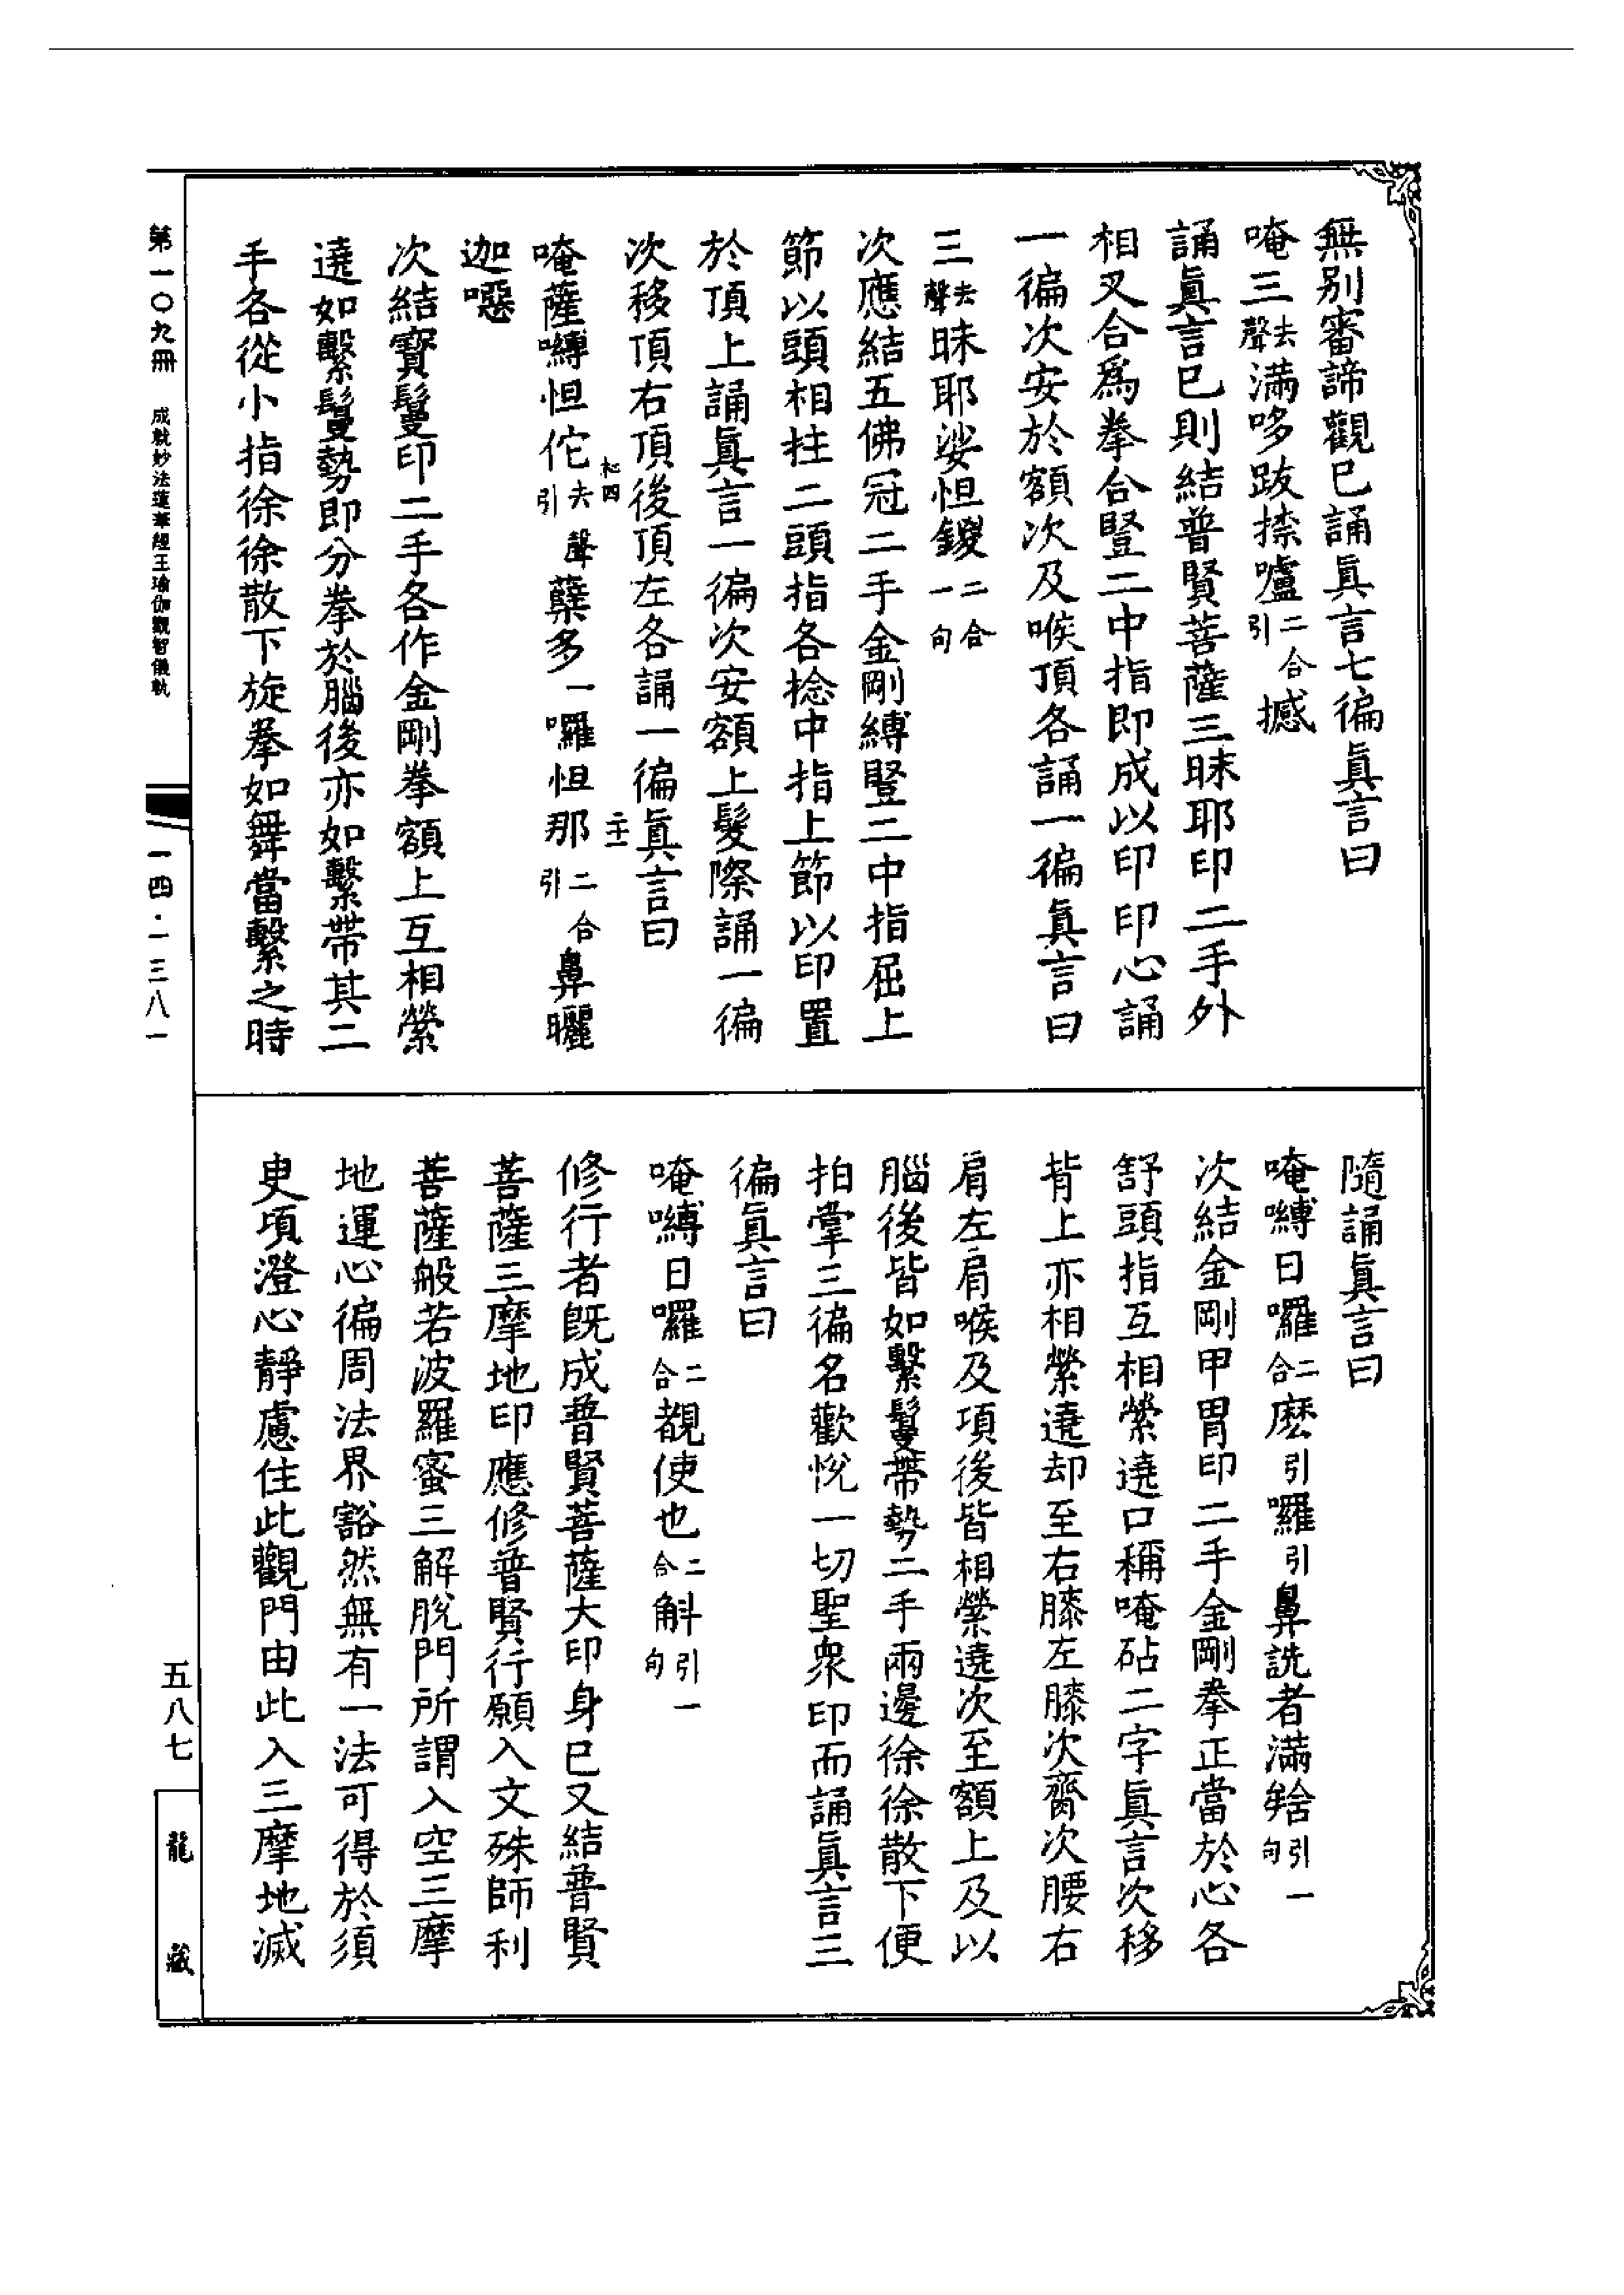 無别審諦觀巳誦眞言七徧眞言曰
唵三去聲滿哆跋捺嚧二合引撼
誦眞言巳則結普賢菩薩三昧耶印二手外
相叉合爲拳合豎二中指即成以印印心誦
一徧次安於額次及喉頂各誦一徧眞言曰
三去聲昧耶娑怛鑁二合一句
次應結五佛冠二手金剛縛豎二中指屈上
節以頭相拄二頭指各捻中指上節以印置
於頂上誦眞言一徧次安額上髮際誦一徧
次移頂右頂後頂左各誦一徧眞言曰
唵薩嚩怛佗去聲引蘖多一囉怛那二合引鼻曬
迦噁
次結寶鬘印二手各作金剛拳額上互相縈
遶如繫鬘勢即分拳於腦後亦如繫帶其二
手各從小指徐徐散下旋拳如舞當繫之時
隨誦眞言曰
唵嚩日囉二合麽引囉引鼻詵者滿𤚥引一句
次結金剛甲冑印二手金剛拳正當於心各
舒頭指互相縈遶口稱唵砧二字眞言次移
背上亦相縈遶却至右膝左膝次臍次腰右
肩左肩喉及項後皆相縈遶次至額上及以
腦後皆如繫鬘帶勢二手兩邊徐徐散下便
拍掌三徧名歡悅一切聖衆印而誦眞言三
徧眞言曰
唵嚩日囉二合覩使也二合斛引一句
修行者旣成普賢菩薩大印身巳又結普賢
菩薩三摩地印應修普賢行願入文殊師利
菩薩般若波羅蜜三解脫門所謂入空三摩
地運心徧周法界豁然無有一法可得於須
臾項澄心靜慮住此觀門由此入三摩地滅
第一〇九冊 成就妙法蓮華經王瑜伽觀智儀軌
一四·一三八一
五八七
龍藏